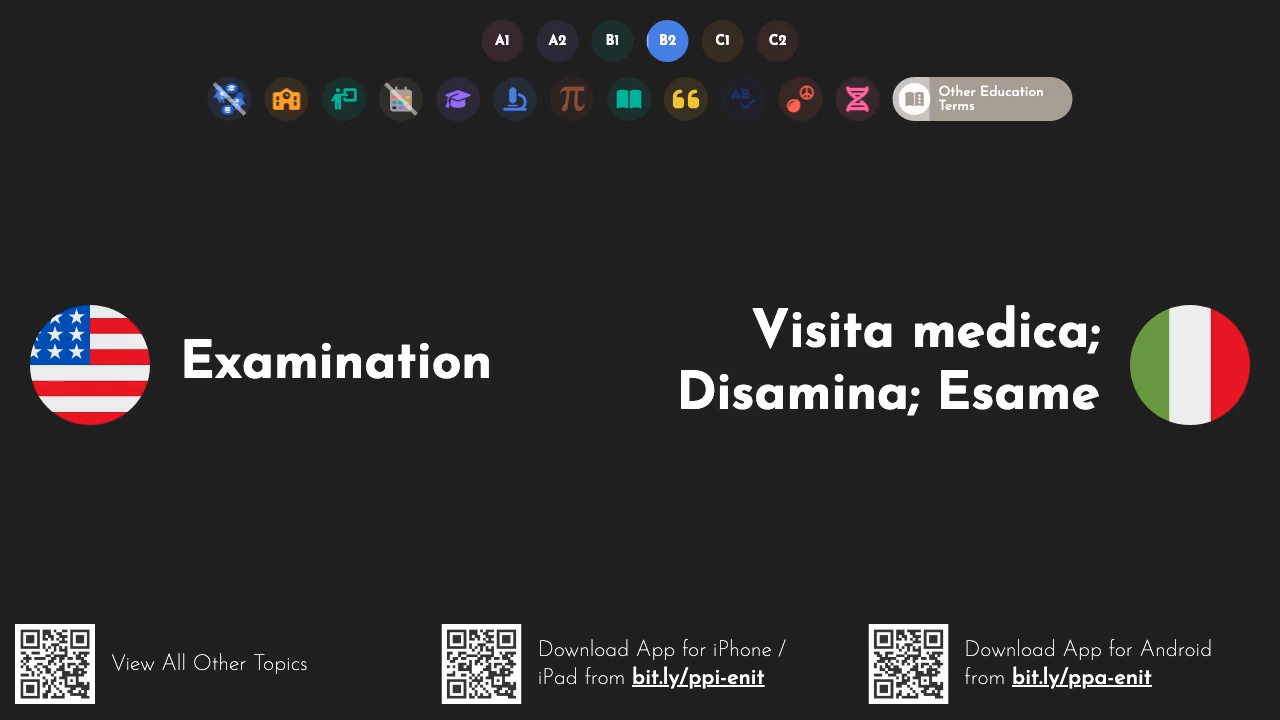 A1 A2 B1 B2 C1 C2
AB
Other Education
Terms
Examination
Visita medica;
Disamina; Esame
View All Other Topics
Download App for iPhone /
iPad from bit.ly/ppi-enit
Download App for Android
from bit.ly/ppa-enit